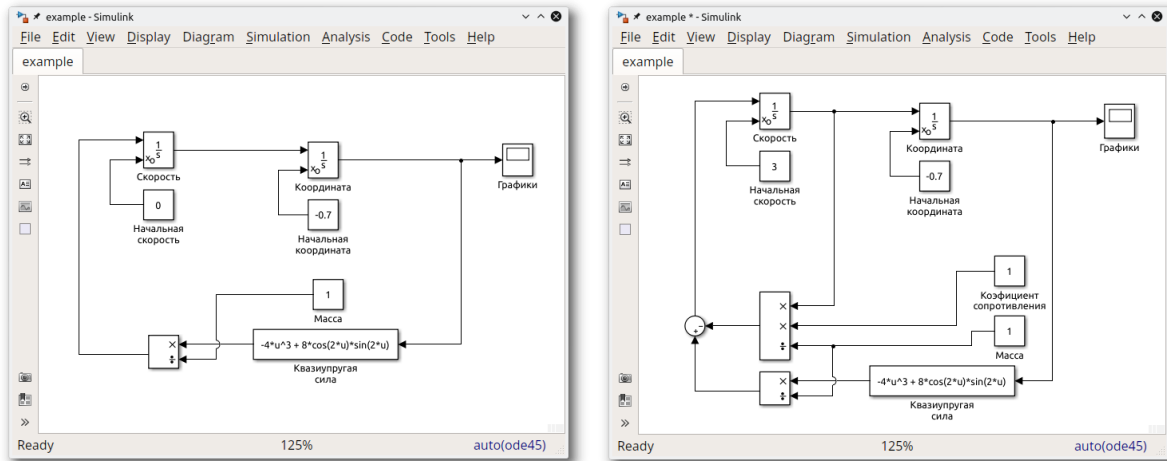 example - Simulink
File Edit View Display Diagram Simulation Analysis Code Tools Help
example
1
s
xo
Скорость
0
Начальная
скорость
1
s
xo
Координата
-0.7
Начальная
координата
Графики
1
Масса
×
÷
-4*u^3 + 8*cos(2*u)*sin(2*u)
Квазиупругая
сила
Ready 125% auto(ode45)
example * - Simulink
File Edit View Display Diagram Simulation Analysis Code Tools Help
example
1
s
xo
Скорость
3
Начальная
скорость
1
s
xo
Координата
-0.7
Начальная
координата
Графики
1
Коэфициент
сопротивления
×
×
÷
1
Масса
-
+
×
÷
-4*u^3 + 8*cos(2*u)*sin(2*u)
Квазиупругая
сила
Ready 125% auto(ode45)